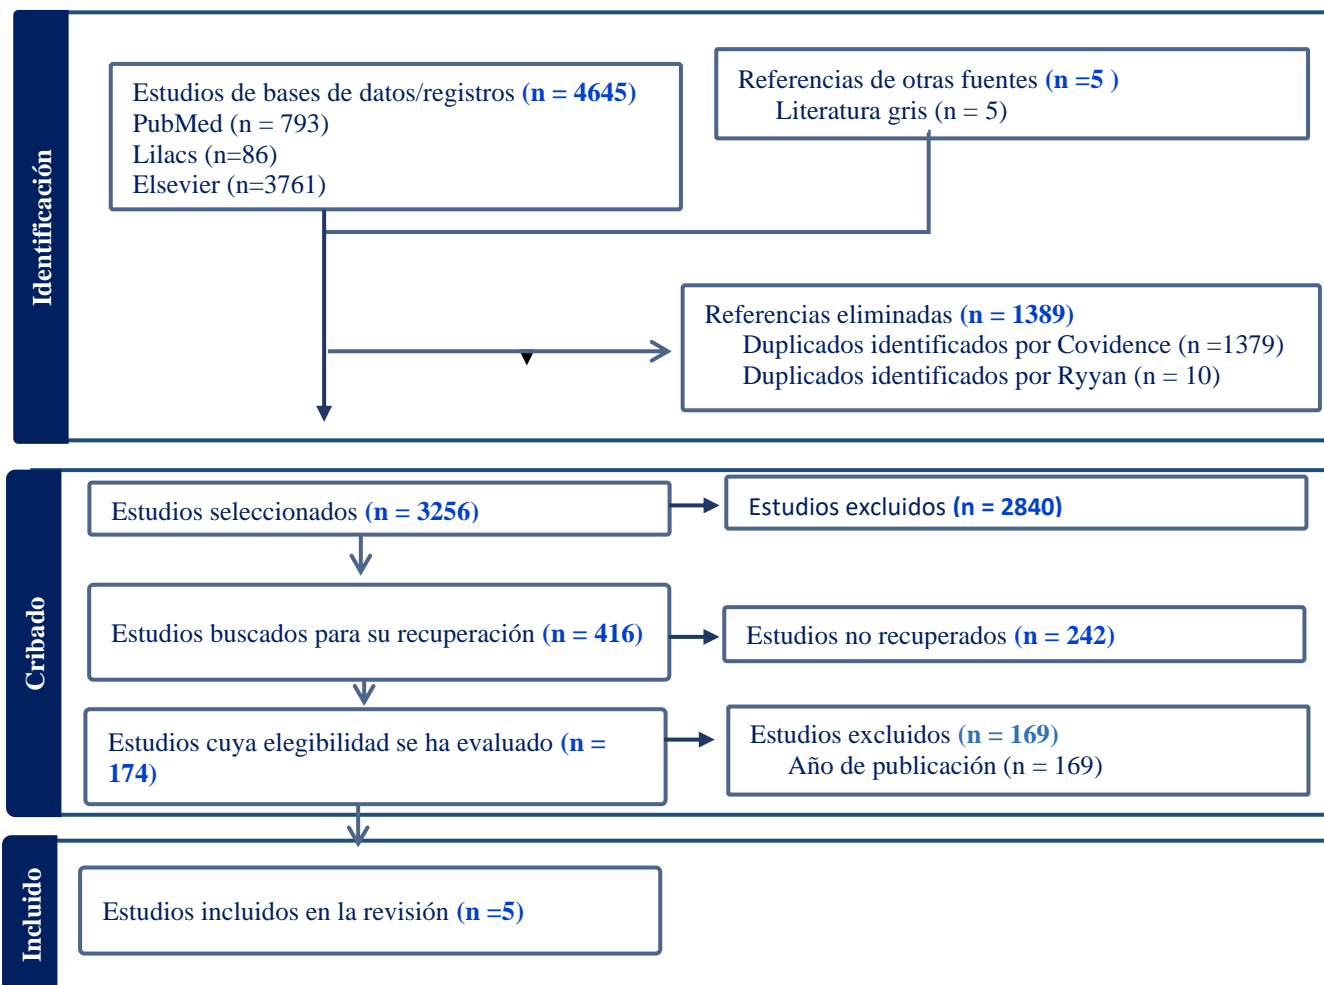 Identificación
Estudios de bases de datos/registros (n = 4645)
PubMed (n = 793)
Lilacs (n=86)
Elsevier (n=3761)
Referencias de otras fuentes (n =5 )
Literatura gris (n = 5)
Referencias eliminadas (n = 1389)
Duplicados identificados por Covidence (n =1379)
Duplicados identificados por Ryyan (n = 10)
Cribado
Estudios seleccionados (n = 3256)
Estudios excluidos (n = 2840)
Estudios buscados para su recuperación (n = 416)
Estudios no recuperados (n = 242)
Estudios cuya elegibilidad se ha evaluado (n =
174)
Estudios excluidos (n = 169)
Año de publicación (n = 169)
Incluido
Estudios incluidos en la revisión (n =5)